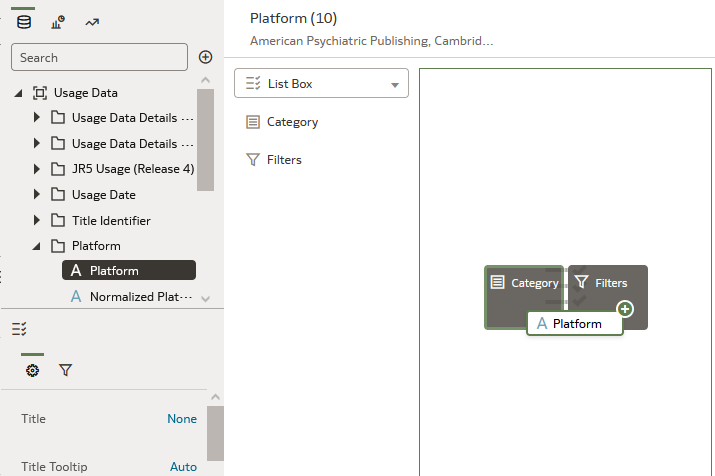 Search
Usage Data
Usage Data Details ...
Usage Data Details ...
JR5 Usage (Release 4)
Usage Date
Title Identifier
Platform
A Platform
A Normalized Plat...
Title None
Title Tooltip Auto
Platform (10)
American Psychiatric Publishing, Cambrid...
List Box
Category
Filters
Category Filters
A Platform